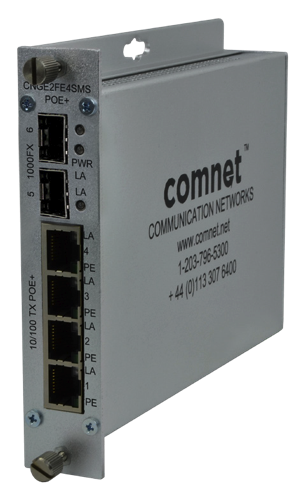 CNGE2FE4SMS
POE+
6
1000FX
5
PWR
LA
LA
10/100 TX POE+
LA
4
PE
LA
3
PE
LA
2
PE
LA
1
PE
comnet™
COMMUNICATION NETWORKS
www.comnet.net
1-203-796-5300
+ 44 (0)113 307 6400